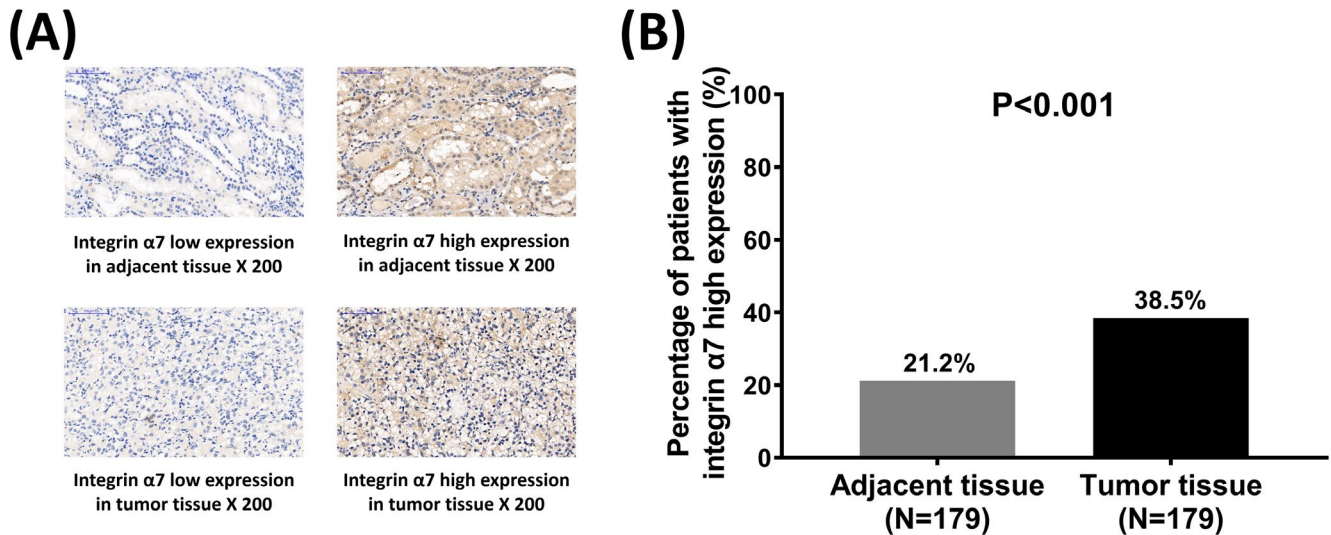 (A)
Integrin α7 low expression
in adjacent tissue X 200
Integrin α7 high expression
in adjacent tissue X 200
Integrin α7 low expression
in tumor tissue X 200
Integrin α7 high expression
in tumor tissue X 200
(B)
Percentage of patients with
integrin α7 high expression (%)
100
80
60
40
20
0
P<0.001
21.2%
38.5%
Adjacent tissue
(N=179)
Tumor tissue
(N=179)